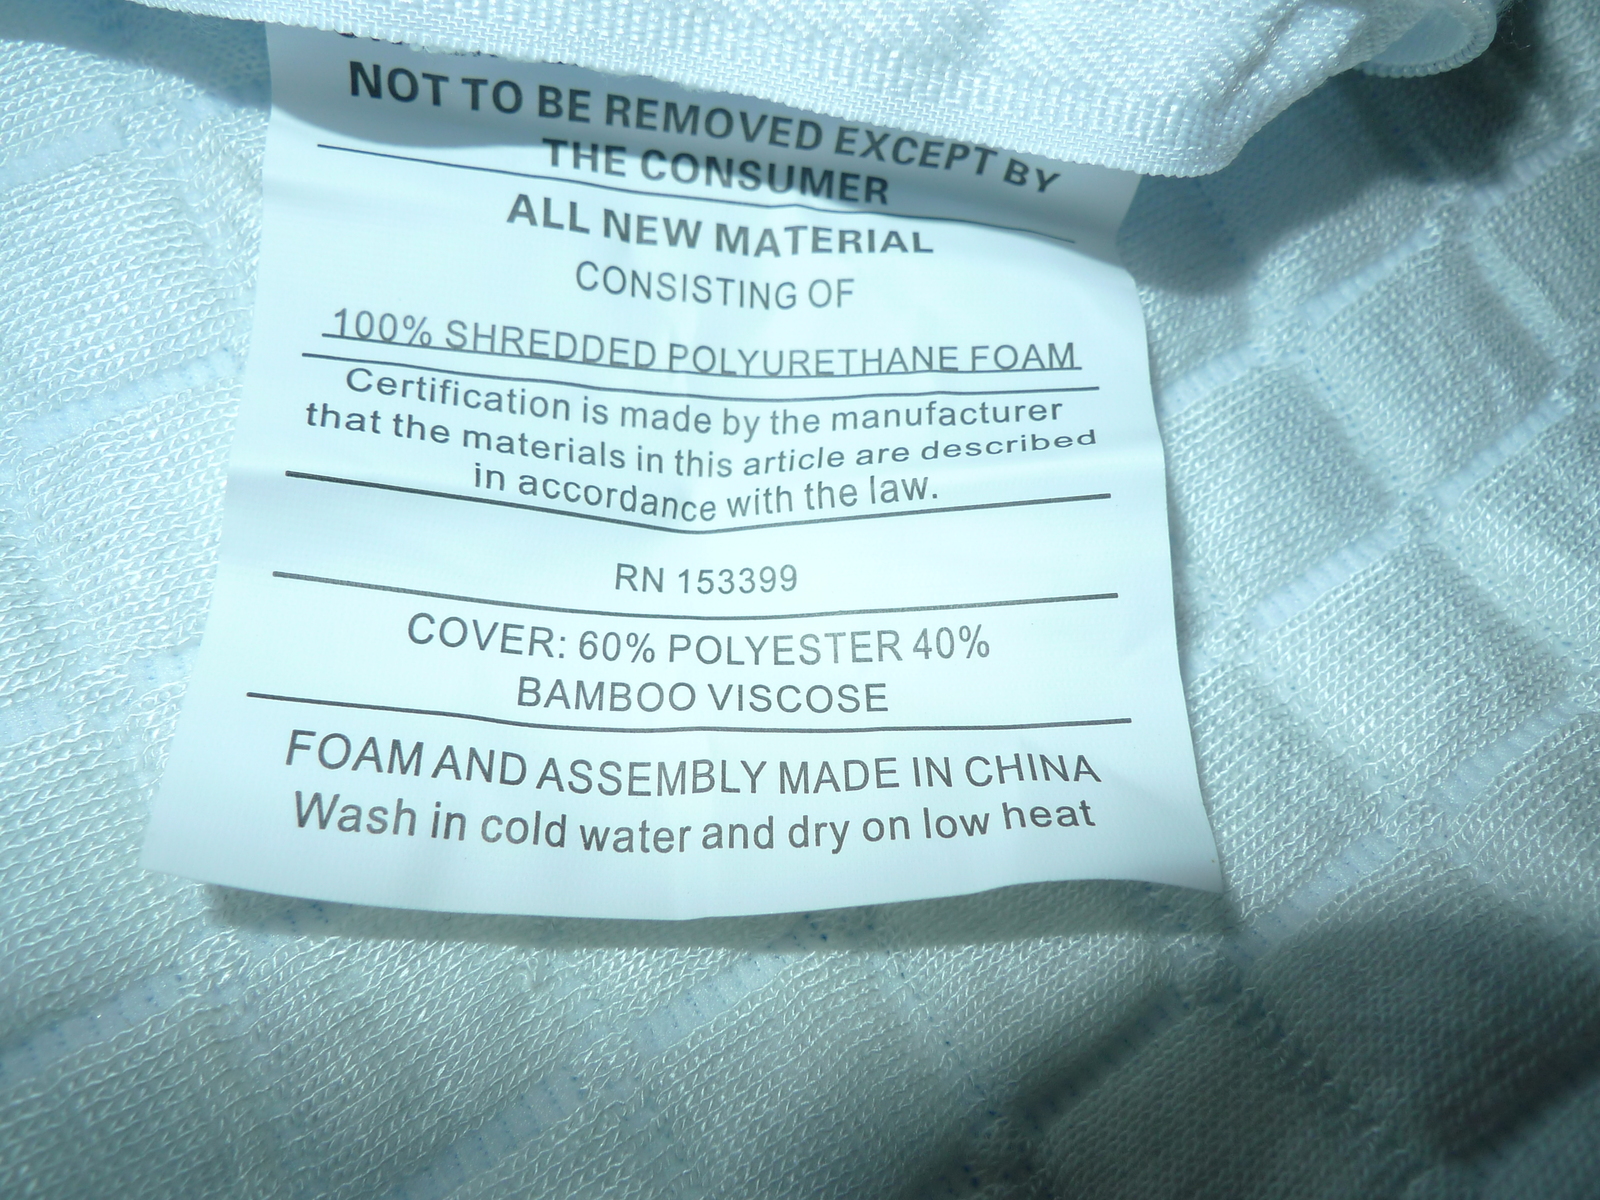 NOT TO BE REMOVED EXCEPT BY
THE CONSUMER
ALL NEW MATERIAL
CONSISTING OF
100% SHREDDED POLYURETHANE FOAM
Certification is made by the manufacturer
that the materials in this article are described
in accordance with the law.
RN 153399
COVER: 60% POLYESTER 40%
BAMBOO VISCOSE
FOAM AND ASSEMBLY MADE IN CHINA
Wash in cold water and dry on low heat